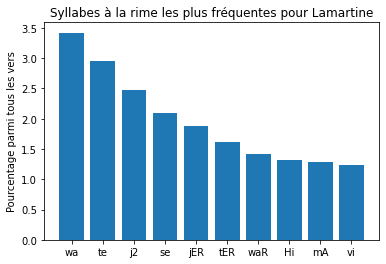 Syllabes à la rime les plus fréquentes pour Lamartine
Pourcentage parmi tous les vers
3.5
3.0
2.5
2.0
1.5
1.0
0.5
0.0
wa te j2 se jER tER waR Hi mA vi